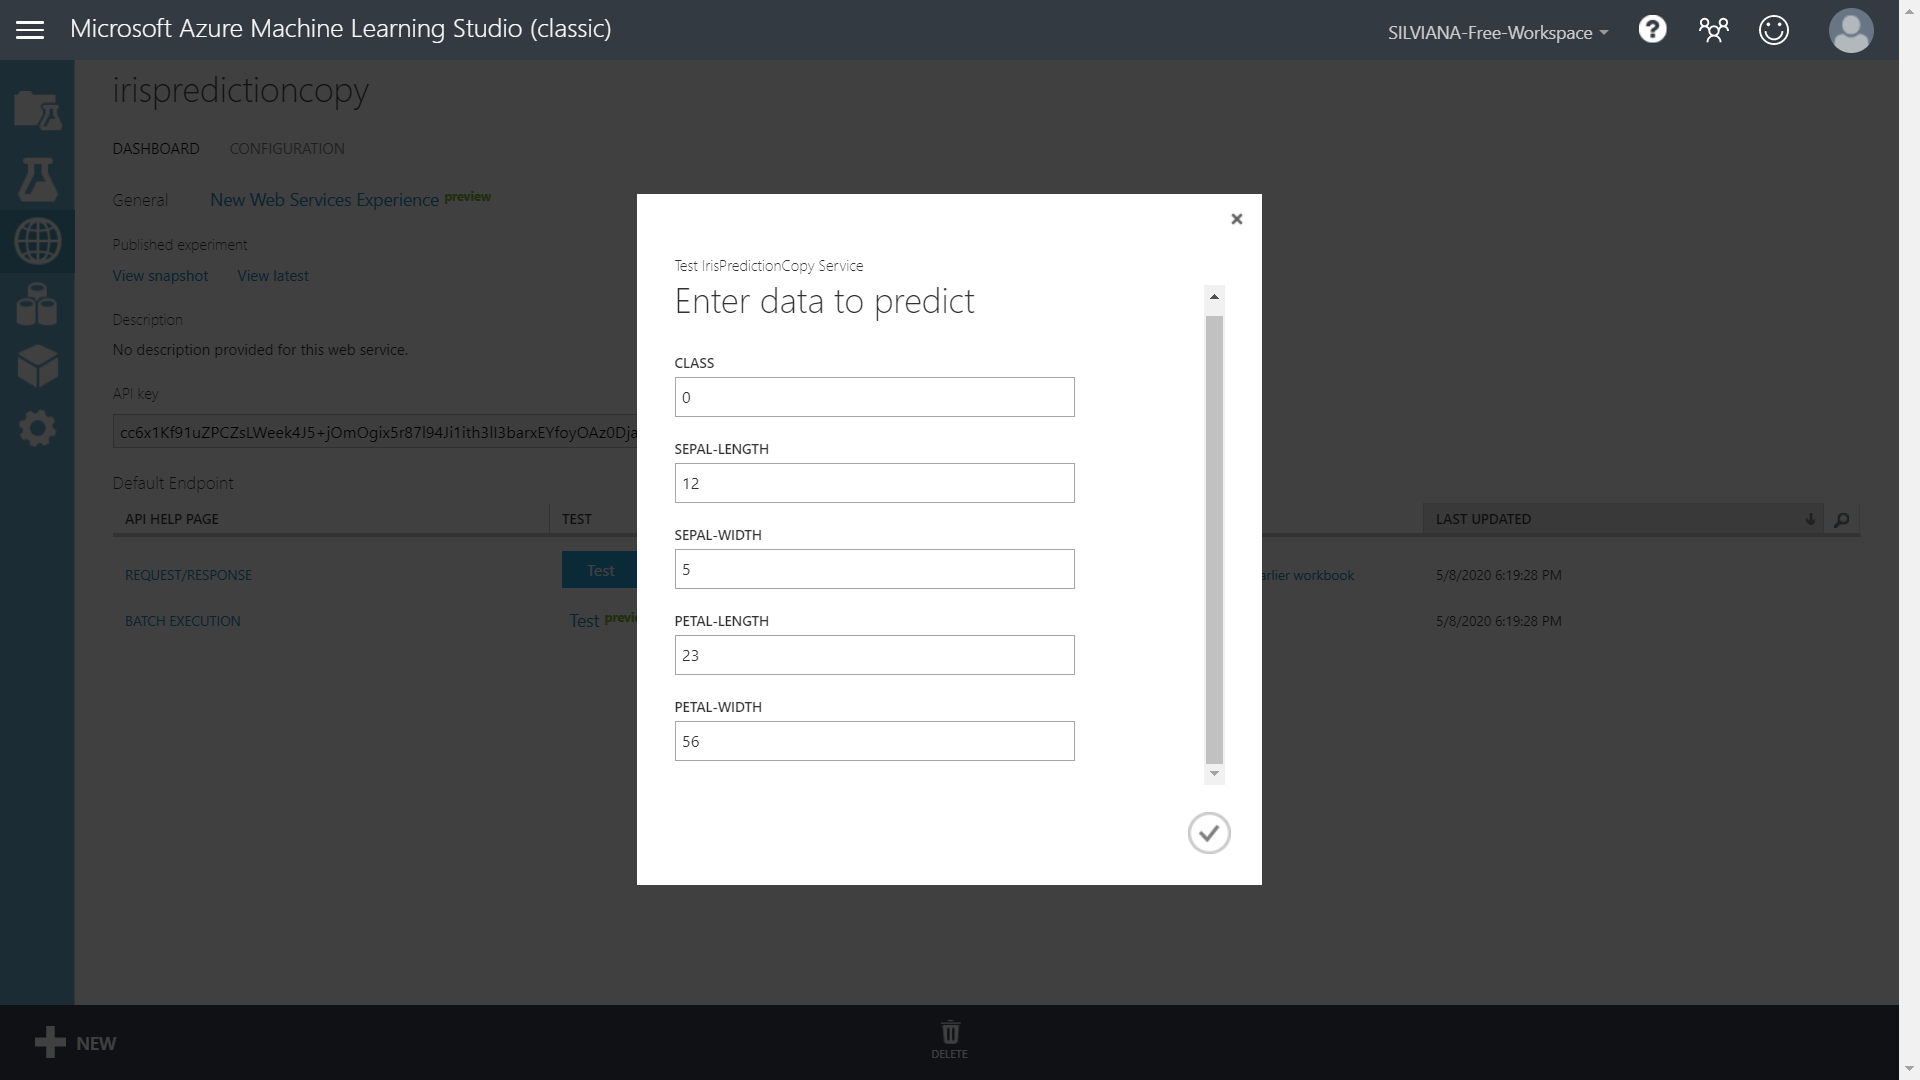 Microsoft Azure Machine Learning Studio (classic)
SILVIANA-Free-Workspace
irispredictioncopy
DASHBOARD CONFIGURATION
General New Web Services Experience preview
Published experiment
View snapshot View latest
Description
No description provided for this web service.
API key
Default Endpoint
API HELP PAGE TEST LAST UPDATED
REQUEST/RESPONSE Test arlier workbook 5/8/2020 6:19:28 PM
BATCH EXECUTION Test previe 5/8/2020 6:19:28 PM
Test IrisPredictionCopy Service
Enter data to predict
CLASS
0
SEPAL-LENGTH
12
SEPAL-WIDTH
5
PETAL-LENGTH
23
PETAL-WIDTH
56
NEW
DELETE